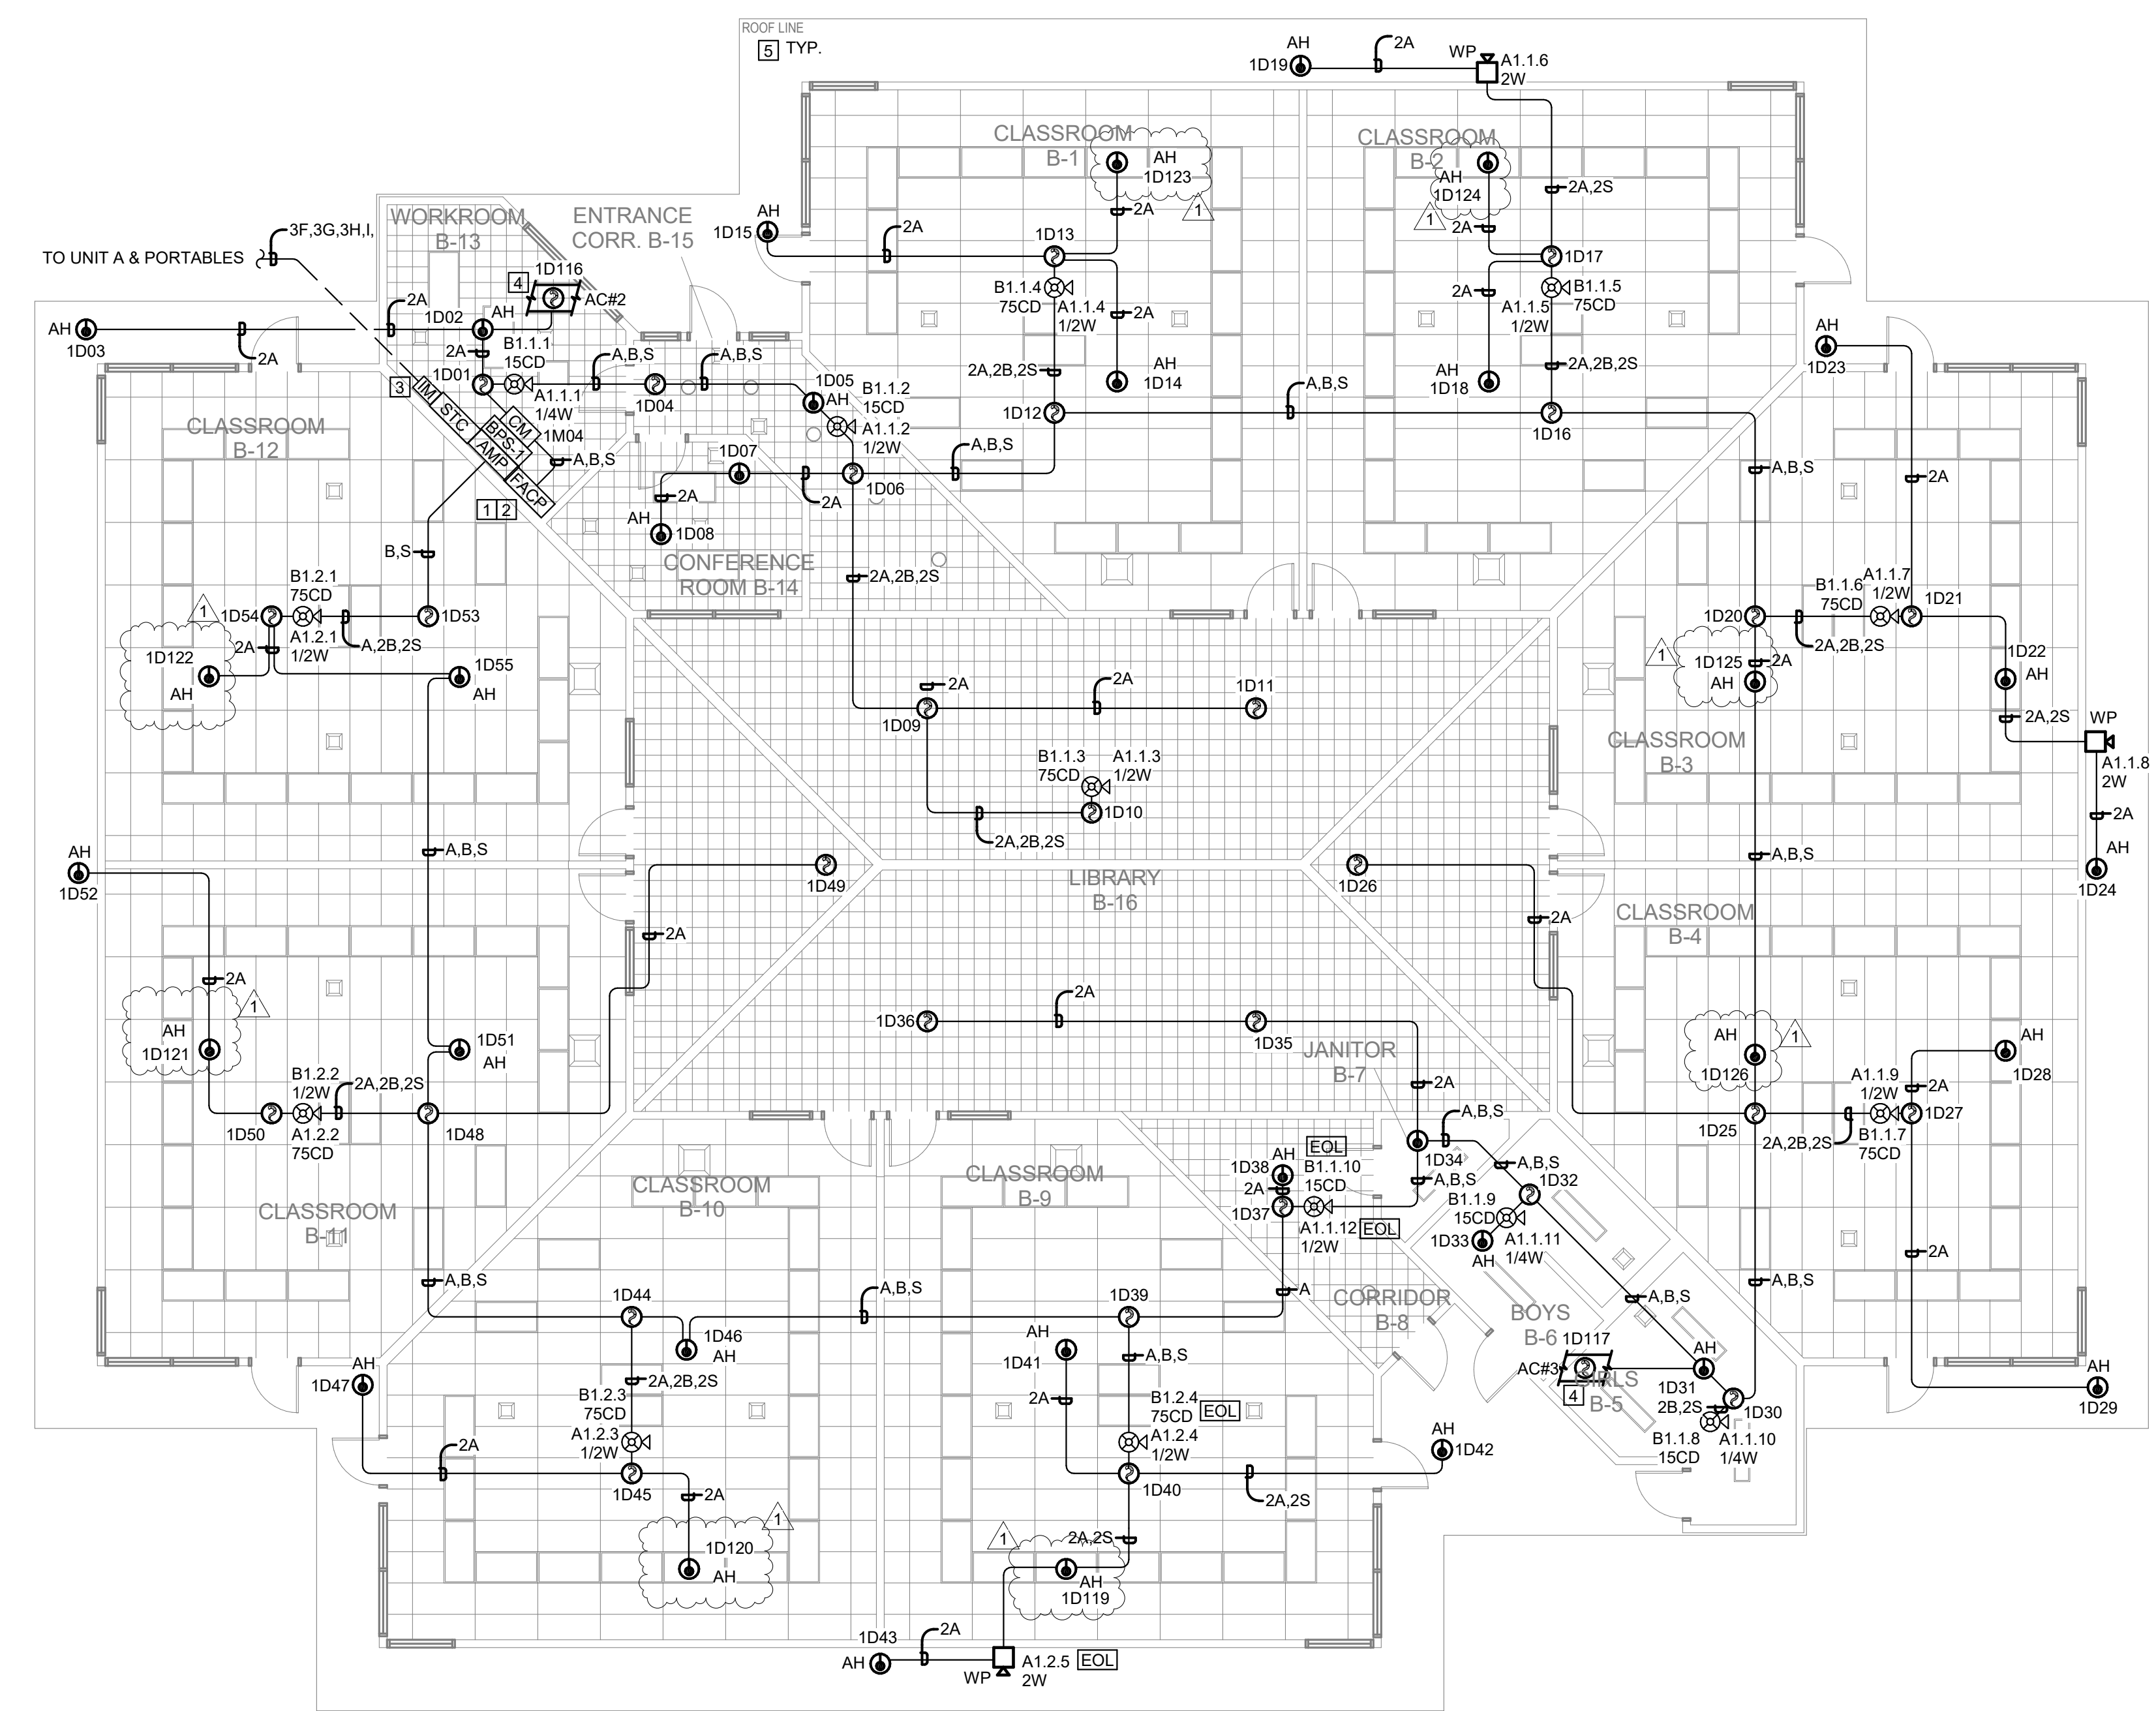 ROOF LINE
5 TYP.
AH
1D19
2A
WP
A1.1.6
2W
CLASSROOM
B-1
AH
1D123
1
2A
CLASSROOM
B-2
AH
1D124
1
2A
2A,2S
3F,3G,3H,I,
TO UNIT A & PORTABLES
WORKROOM
B-13
ENTRANCE
CORR. B-15
AH
1D15
2A
1D13
B1.1.4
75CD
A1.1.4
1/2W
2A
AH
1D14
2A,2B,2S
1D12
1D17
B1.1.5
75CD
A1.1.5
1/2W
2A
AH
1D18
2A,2B,2S
1D16
A,B,S
4
1D116
AC#2
AH
1D03
2A
2A
1D02
AH
2A
B1.1.1
15CD
1D01
A1.1.1
1/4W
A,B,S
1D04
A,B,S
1D05
AH
B1.1.2
15CD
A1.1.2
1/2W
3
IM
STC
CM
BPS-1
AMP
FACP
1M04
A,B,S
1 2
1D07
1D06
2A
A,B,S
2A
AH
1D08
CONFERENCE
ROOM B-14
2A,2B,2S
AH
1D23
2A
A,B,S
CLASSROOM
B-12
B,S
B1.2.1
75CD
1
1D54
A1.2.1
1/2W
1D53
A,2B,2S
2A
1D122
AH
1D55
AH
A,B,S
2A
1D09
2A
1D11
B1.1.3
75CD
A1.1.3
1/2W
1D10
2A,2B,2S
B1.1.6
75CD
A1.1.7
1/2W
1D21
1D20
2A,2B,2S
1
1D125
AH
2A
1D22
AH
2A,2S
WP
A1.1.8
2W
2A
AH
1D24
CLASSROOM
B-3
A,B,S
AH
1D52
2A
1D49
2A
LIBRARY
B-16
1D26
2A
CLASSROOM
B-4
1
AH
1D121
1D51
AH
B1.2.2
1/2W
2A,2B,2S
1D50
A1.2.2
75CD
1D48
CLASSROOM
B-11
A,B,S
1D36
2A
1D35
JANITOR
B-7
2A
AH
1D126
1
AH
1D28
2A
A1.1.9
1/2W
1D27
1D25
2A,2B,2S
B1.1.7
75CD
2A
A,B,S
AH
1D29
CLASSROOM
B-10
CLASSROOM
B-9
AH
1D38
EOL
B1.1.10
15CD
2A
1D37
A1.1.12
1/2W
EOL
A
1D34
A,B,S
A,B,S
A,B,S
1D32
B1.1.9
15CD
1D33
AH
A1.1.11
1/4W
CORRIDOR
B-8
BOYS
B-6
A,B,S
1D117
AC#3
4
GIRLS
B-5
AH
1D31
2B,2S
1D30
B1.1.8
15CD
A1.1.10
1/4W
1D44
1D46
AH
A,B,S
1D39
AH
1D41
2A
A,B,S
B1.2.4
75CD
EOL
A1.2.4
1/2W
1D40
2A,2S
AH
1D42
AH
1D47
2A
2A,2B,2S
B1.2.3
75CD
A1.2.3
1/2W
1D45
2A
1
1D120
AH
1
2A,2S
AH
1D119
1D43
AH
2A
WP
A1.2.5
2W
EOL